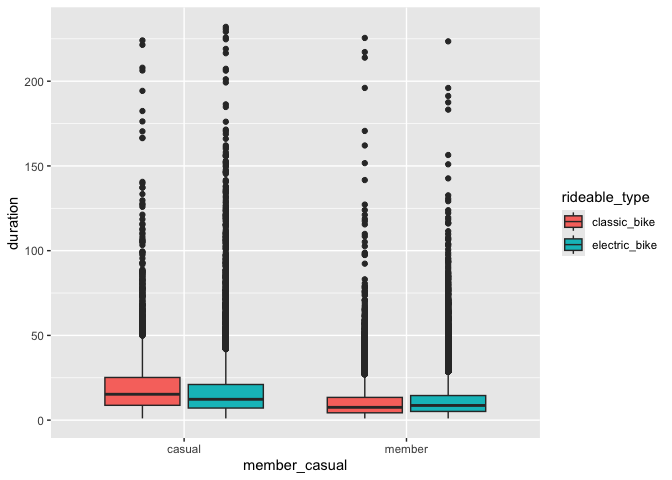 200
150
100
50
0
duration
casual
member
member_casual
rideable_type
classic_bike
electric_bike